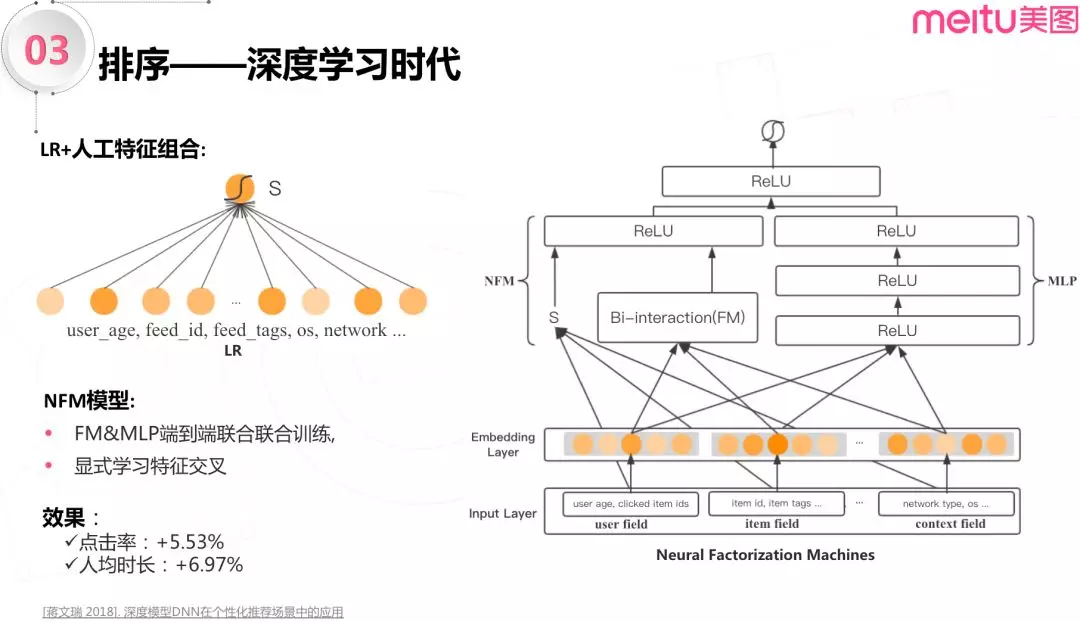 meitu美图
03
排序——深度学习时代
LR+人工特征组合:
S
...
user_age, feed_id, feed_tags, os, network ...
LR
NFM模型:
• FM&MLP端到端联合联合训练,
• 显式学习特征交叉
效果：
✓点击率：+5.53%
✓人均时长：+6.97%
[蒋文瑞 2018]. 深度模型DNN在个性化推荐场景中的应用
ReLU
ReLU
ReLU
NFM
ReLU
MLP
S
Bi-interaction(FM)
ReLU
Embedding
Layer
...
Input Layer
user age, clicked item ids
item id, item tags ...
...
network type, os ...
user field
item field
context field
Neural Factorization Machines